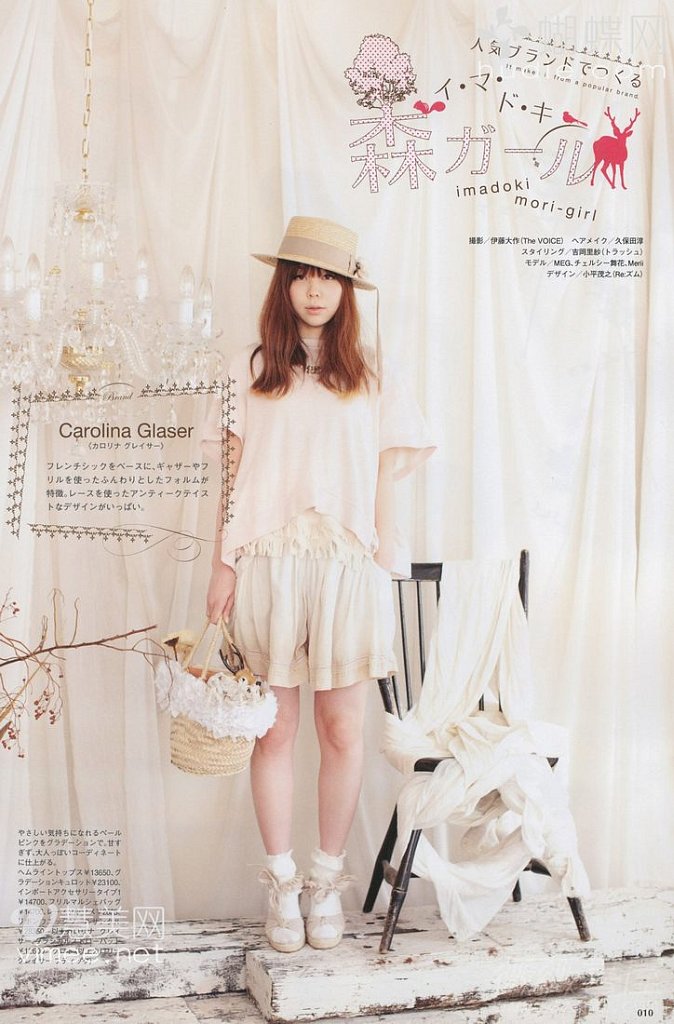 蝴蝶网
人気ブランドでつくる
It make it from a popular brand.
イ・マ・ド・キ
森ガール
imadoki
mori-girl
撮影／伊藤大作(The VOICE) ヘアメイク／久保田淳
スタイリング／吉岡里紗(トラッシュ)
モデル／MEG、チェルシー舞花、Merii
デザイン／小平茂之(Re:ズム)
Brand
Carolina Glaser
〈カロリナ グレイサー〉
フレンチシックをベースに、ギャザーやフ
リルを使ったふんわりとしたフォルムが
特徴。レースを使ったアンティークテイス
トなデザインがいっぱい。
やさしい気持ちになれるペール
ピンクをグラデーションで。甘す
ぎず、大人っぽいコーディネート
に仕上がる。
ヘムライントップス¥13650、グ
ラデーションキュロット¥23100、
インポートアクセサリータイプ1
¥14700、フリルマルシェバッグ
010